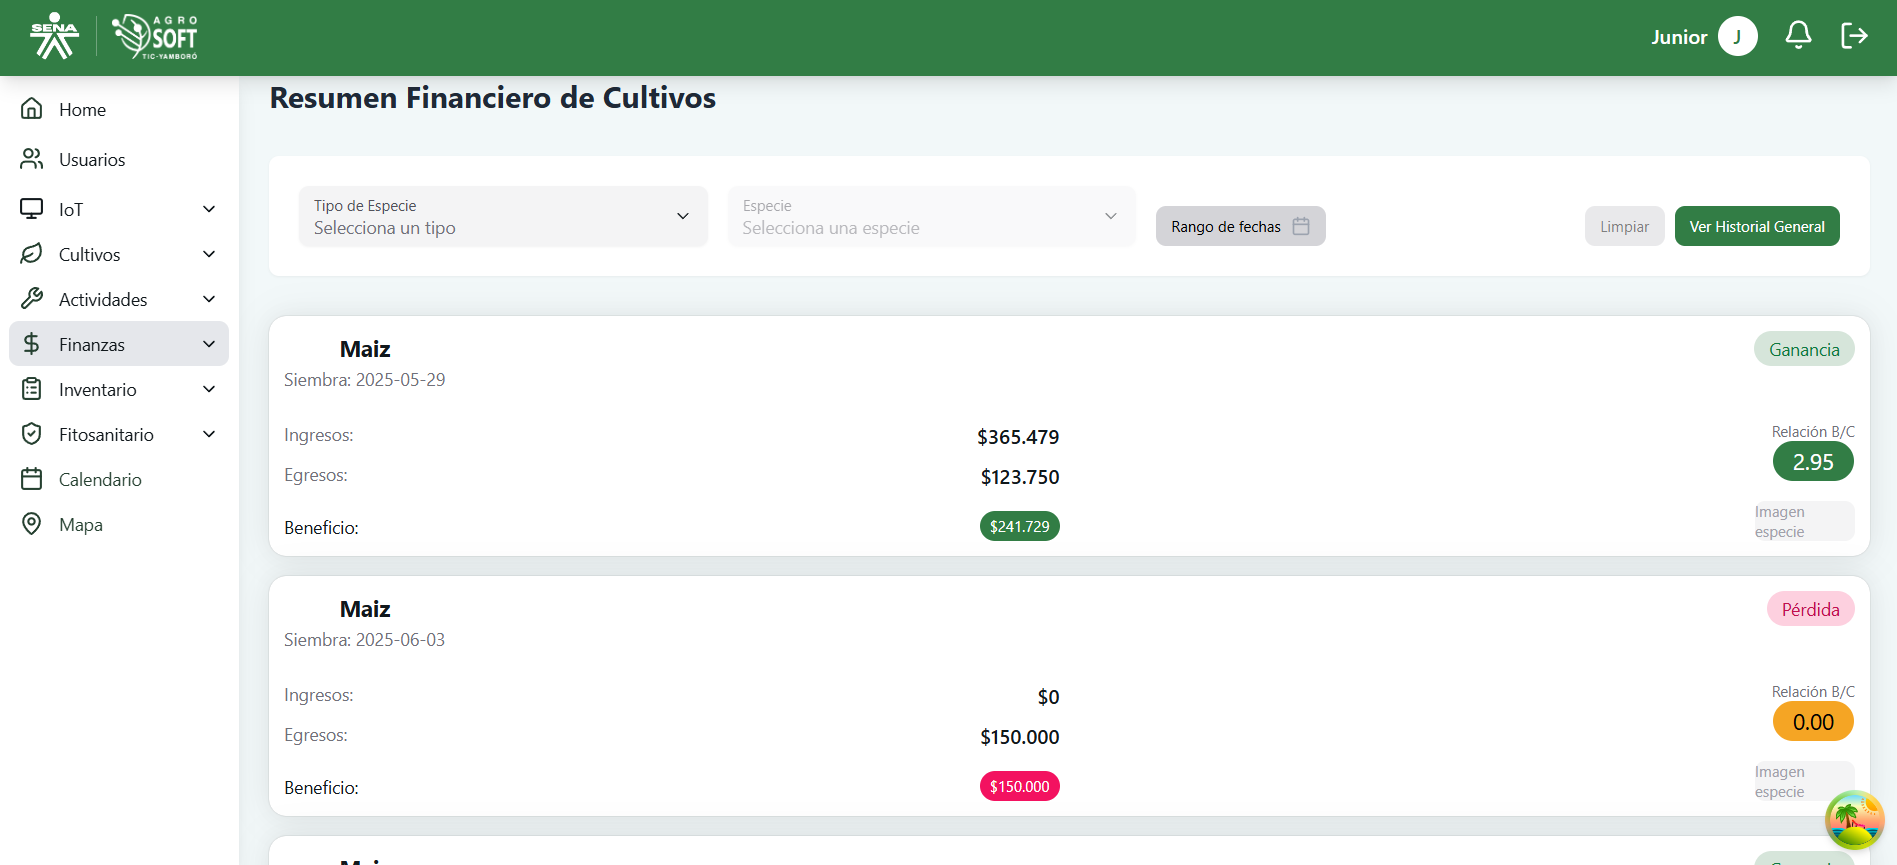 SENA
AGRO
SOFT
TIC-YAMBORÓ
Junior
J
Home
Usuarios
IoT
Cultivos
Actividades
Finanzas
Inventario
Fitosanitario
Calendario
Mapa
Resumen Financiero de Cultivos
Tipo de Especie
Selecciona un tipo
Especie
Selecciona una especie
Rango de fechas
Limpiar
Ver Historial General
Maiz
Ganancia
Siembra: 2025-05-29
Ingresos:
$365.479
Egresos:
$123.750
Beneficio:
$241.729
Relación B/C
2.95
Imagen
especie
Maiz
Pérdida
Siembra: 2025-06-03
Ingresos:
$0
Egresos:
$150.000
Beneficio:
$150.000
Relación B/C
0.00
Imagen
especie